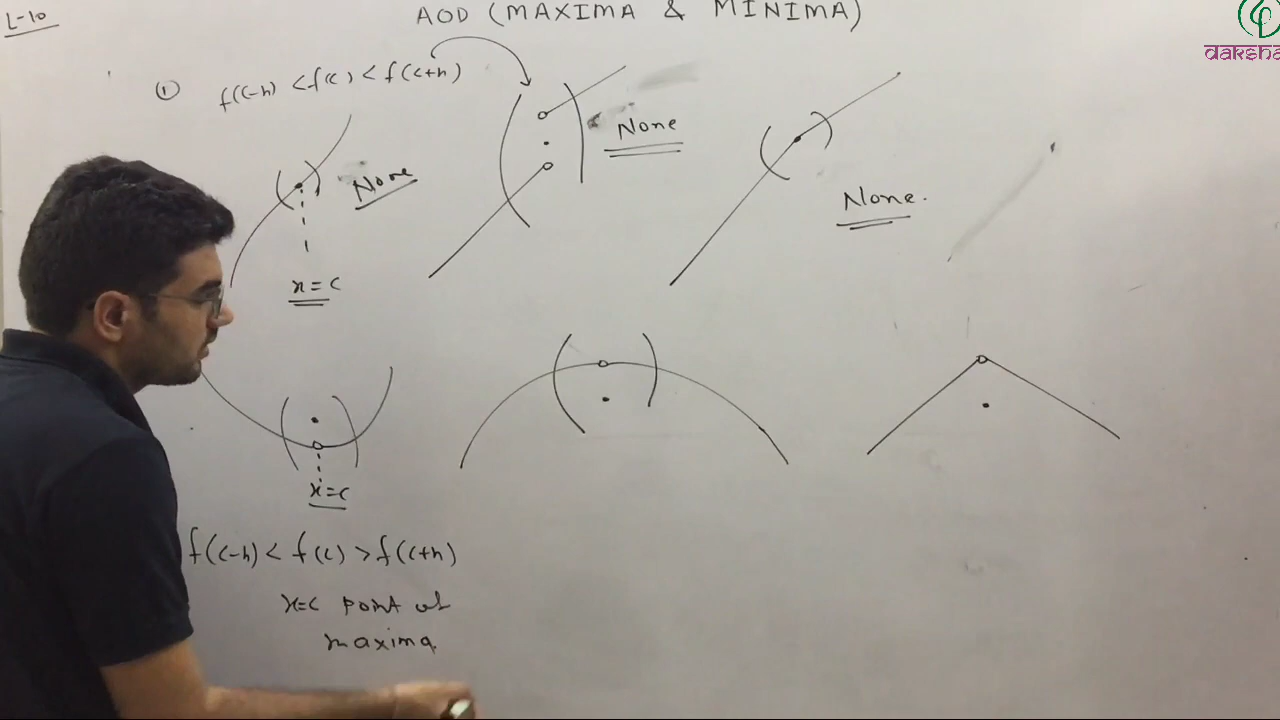 L-10
AOD (MAXIMA & MINIMA)
daksha
① f(c-h) < f(c) < f(c+h)
None
None
None.
x = c
x=c
f(c-h) < f(c) > f(c+h)
x=c point of
maxima